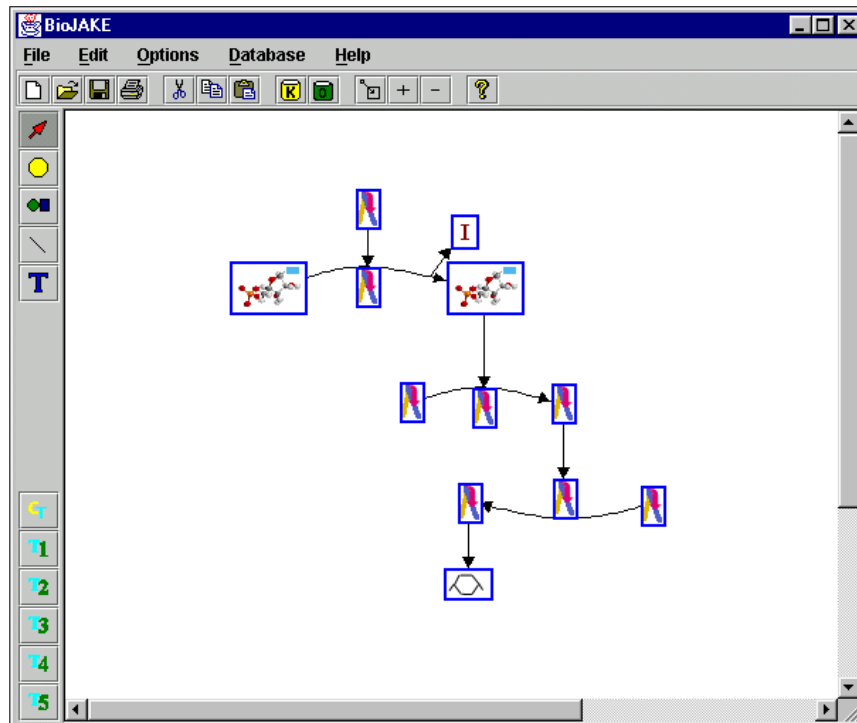 BioJAKE
File Edit Options Database Help
K O + - ?
I
T
CT
T1
T2
T3
T4
T5